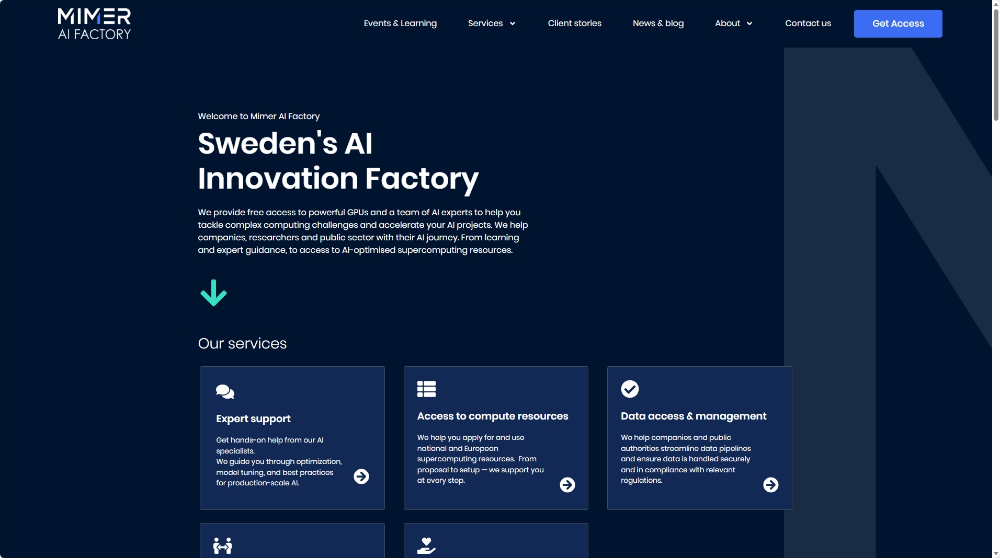 MIMER
AI FACTORY
Events & Learning
Services
Client stories
News & blog
About
Contact us
Get Access
Welcome to Mimer AI Factory
Sweden's AI
Innovation Factory
We provide free access to powerful GPUs and a team of AI experts to help you
tackle complex computing challenges and accelerate your AI projects. We help
companies, researchers and public sector with their AI journey. From learning
and expert guidance, to access to AI-optimised supercomputing resources.
Our services
Expert support
Get hands-on help from our AI
specialists.
We guide you through optimization,
model tuning, and best practices
for production-scale AI.
Access to compute resources
We help you apply for and use
national and European
supercomputing resources.  From
proposal to setup — we support you
at every step.
Data access & management
We help companies and public
authorities streamline data pipelines
and ensure data is handled securely
and in compliance with relevant
regulations.